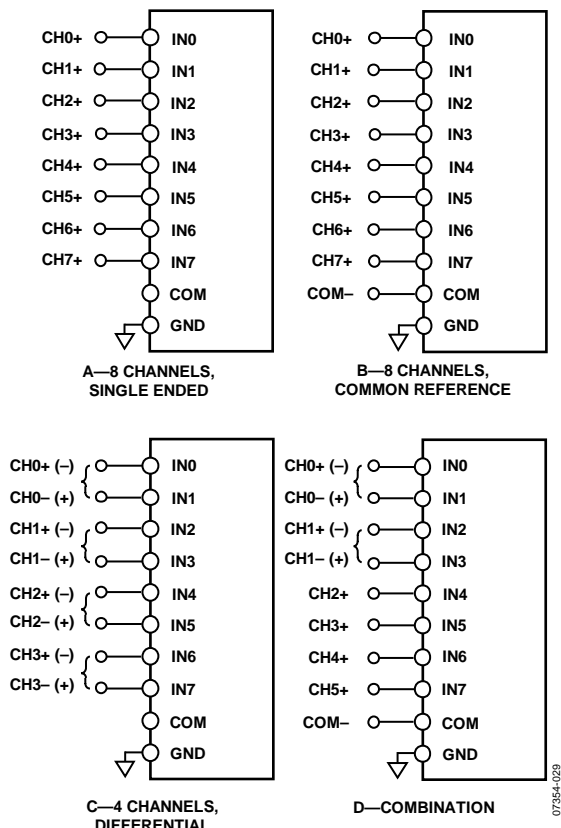 CH0+ IN0
CH1+ IN1
CH2+ IN2
CH3+ IN3
CH4+ IN4
CH5+ IN5
CH6+ IN6
CH7+ IN7
COM
GND
A—8 CHANNELS,
SINGLE ENDED
CH0+ IN0
CH1+ IN1
CH2+ IN2
CH3+ IN3
CH4+ IN4
CH5+ IN5
CH6+ IN6
CH7+ IN7
COM– COM
GND
B—8 CHANNELS,
COMMON REFERENCE
CH0+ (–) IN0
CH0– (+) IN1
CH1+ (–) IN2
CH1– (+) IN3
CH2+ (–) IN4
CH2– (+) IN5
CH3+ (–) IN6
CH3– (+) IN7
COM
GND
C—4 CHANNELS,
DIFFERENTIAL
CH0+ (–) IN0
CH0– (+) IN1
CH1+ (–) IN2
CH1– (+) IN3
CH2+ IN4
CH3+ IN5
CH4+ IN6
CH5+ IN7
COM– COM
GND
D—COMBINATION
07354-029